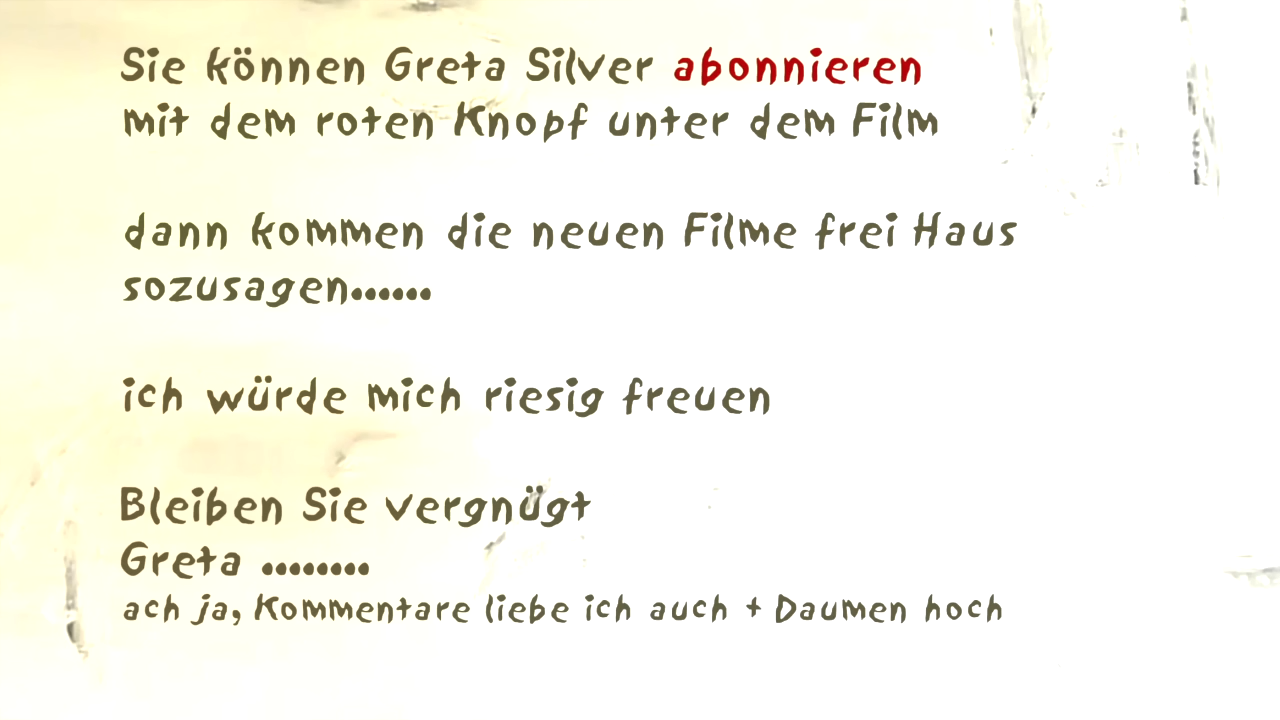 Sie können Greta Silver abonnieren
mit dem roten Knopf unter dem Film
dann kommen die neuen Filme frei Haus
sozusagen......
ich würde mich riesig freuen
Bleiben Sie vergnügt
Greta ........
ach ja, Kommentare liebe ich auch + Daumen hoch